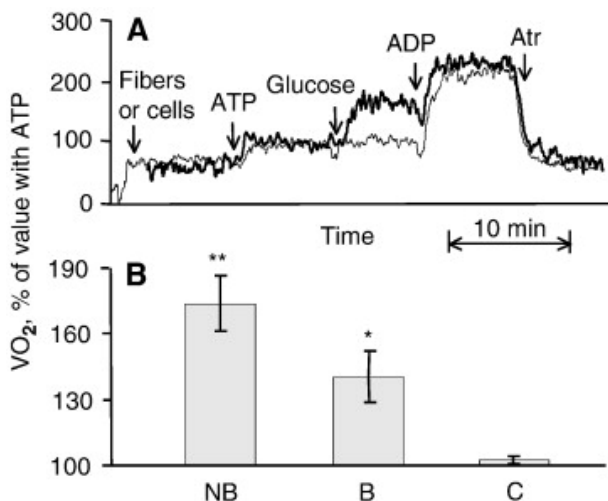 300
A
Atr
ADP
Fibers
or cells
Glucose
ATP
200
100
0
Time
10 min
VO2, % of value with ATP
190
B
**
*
160
130
100
NB
B
C